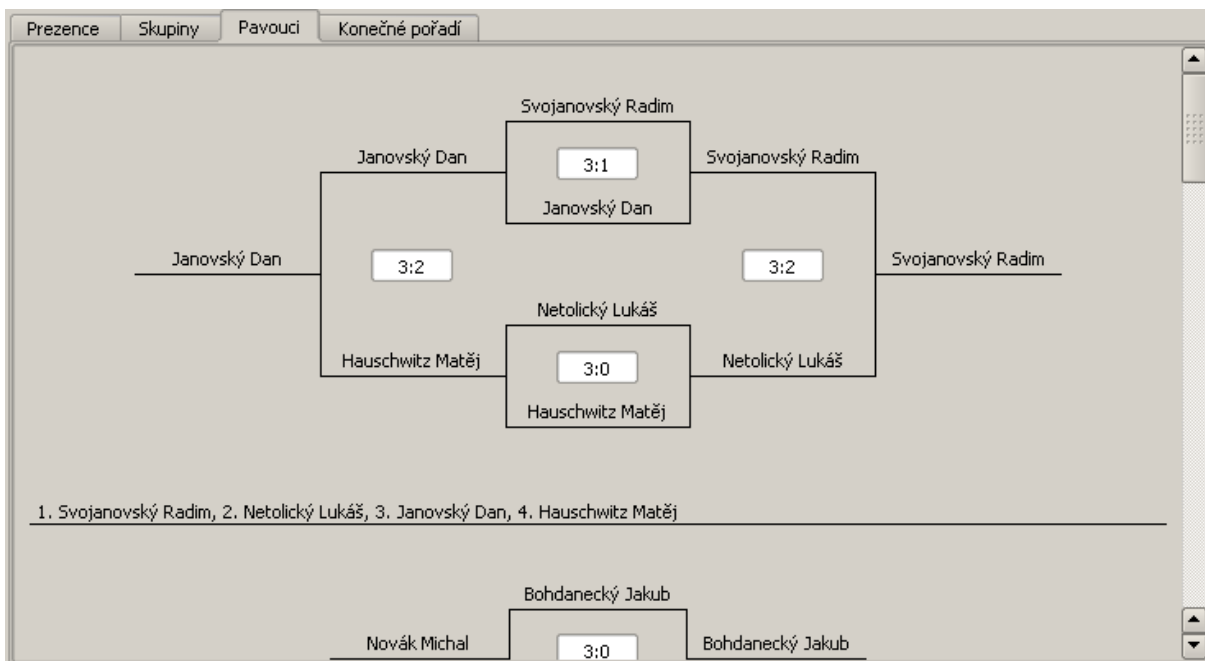 Prezence Skupiny Pavouci Konečné pořadí
Svojanovský Radim
Janovský Dan 3:1 Svojanovský Radim
Janovský Dan
Janovský Dan 3:2 3:2 Svojanovský Radim
Netolický Lukáš
Hauschwitz Matěj 3:0 Netolický Lukáš
Hauschwitz Matěj
1. Svojanovský Radim, 2. Netolický Lukáš, 3. Janovský Dan, 4. Hauschwitz Matěj
Bohdanecký Jakub
Novák Michal 3:0 Bohdanecký Jakub